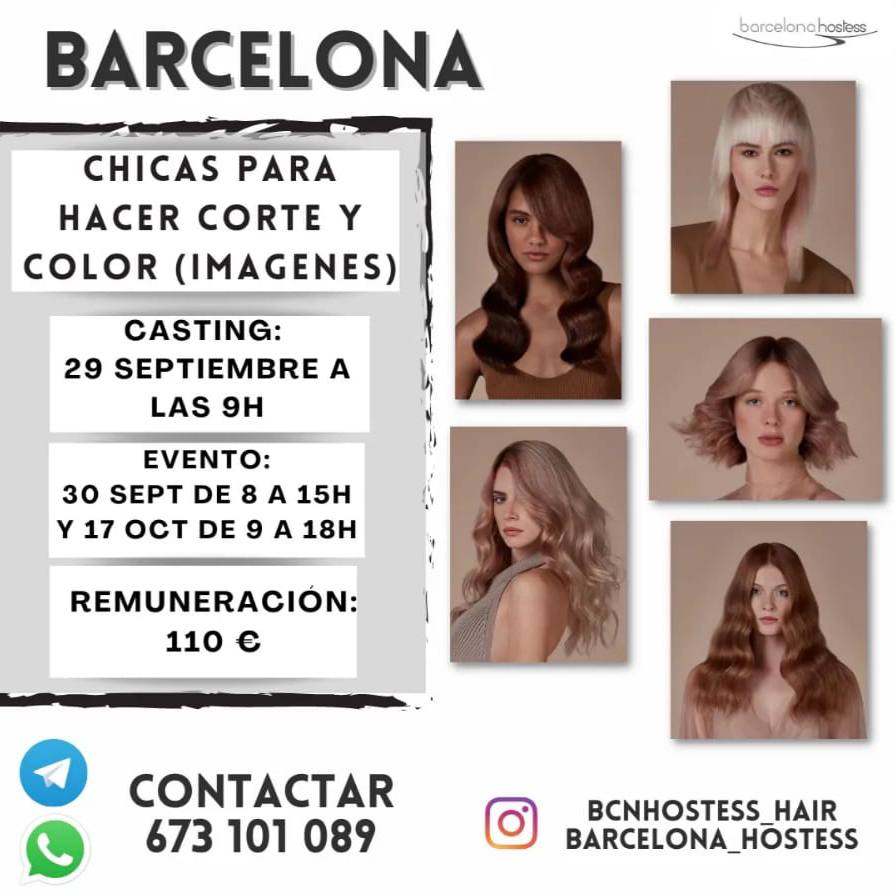 BARCELONA
barcelonahostess
CHICAS PARA
HACER CORTE Y
COLOR (IMAGENES)
CASTING:
29 SEPTIEMBRE A
LAS 9H
EVENTO:
30 SEPT DE 8 A 15H
Y 17 OCT DE 9 A 18H
REMUNERACIÓN:
110 €
CONTACTAR
673 101 089
BCNHOSTESS_HAIR
BARCELONA_HOSTESS